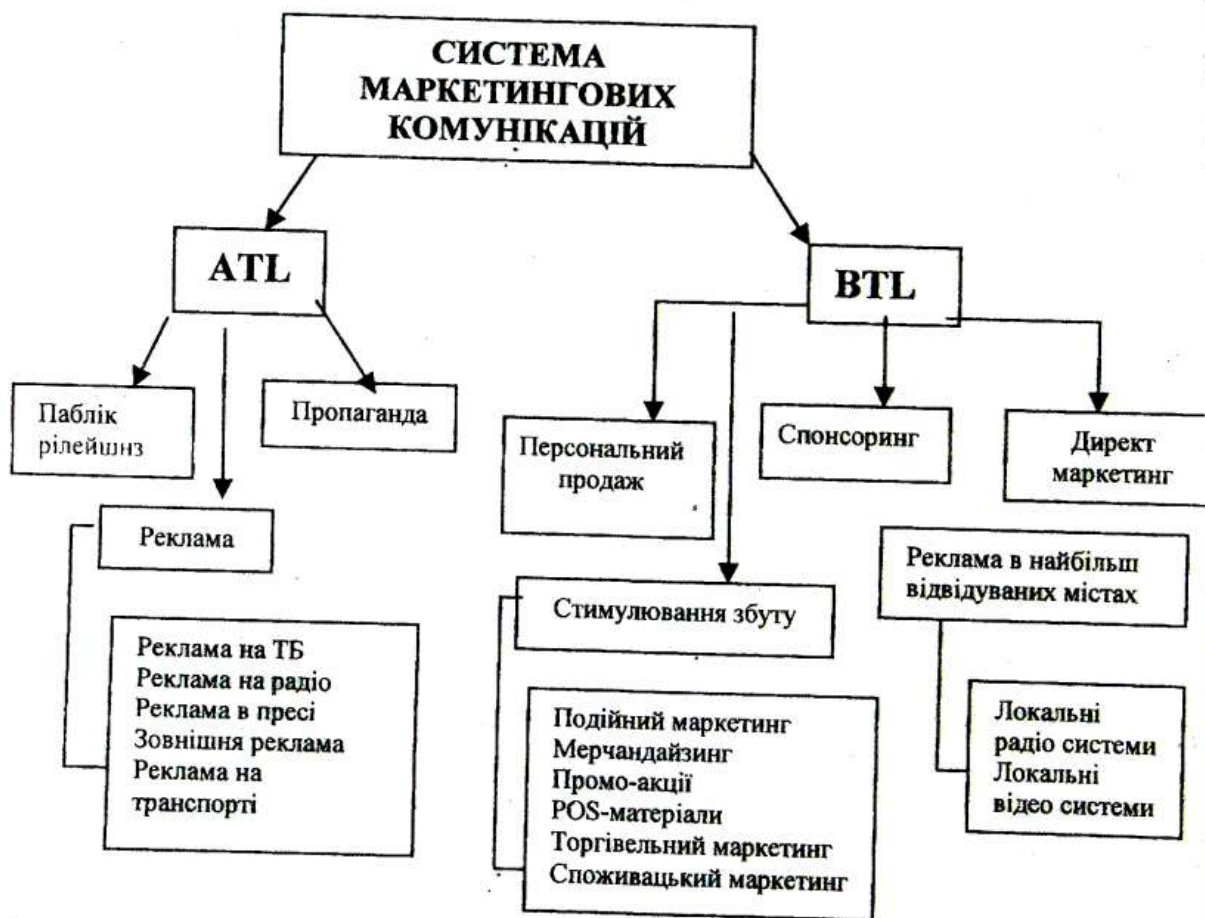 СИСТЕМА
МАРКЕТИНГОВИХ
КОМУНІКАЦІЙ
ATL
BTL
Паблік
рілейшнз
Пропаганда
Реклама
Реклама на ТБ
Реклама на радіо
Реклама в пресі
Зовнішня реклама
Реклама на
транспорті
Персональний
продаж
Спонсоринг
Директ
маркетинг
Стимулювання збуту
Подійний маркетинг
Мерчандайзинг
Промо-акції
POS-матеріали
Торгівельний маркетинг
Споживацький маркетинг
Реклама в найбільш
відвідуваних містах
Локальні
радіо системи
Локальні
відео системи